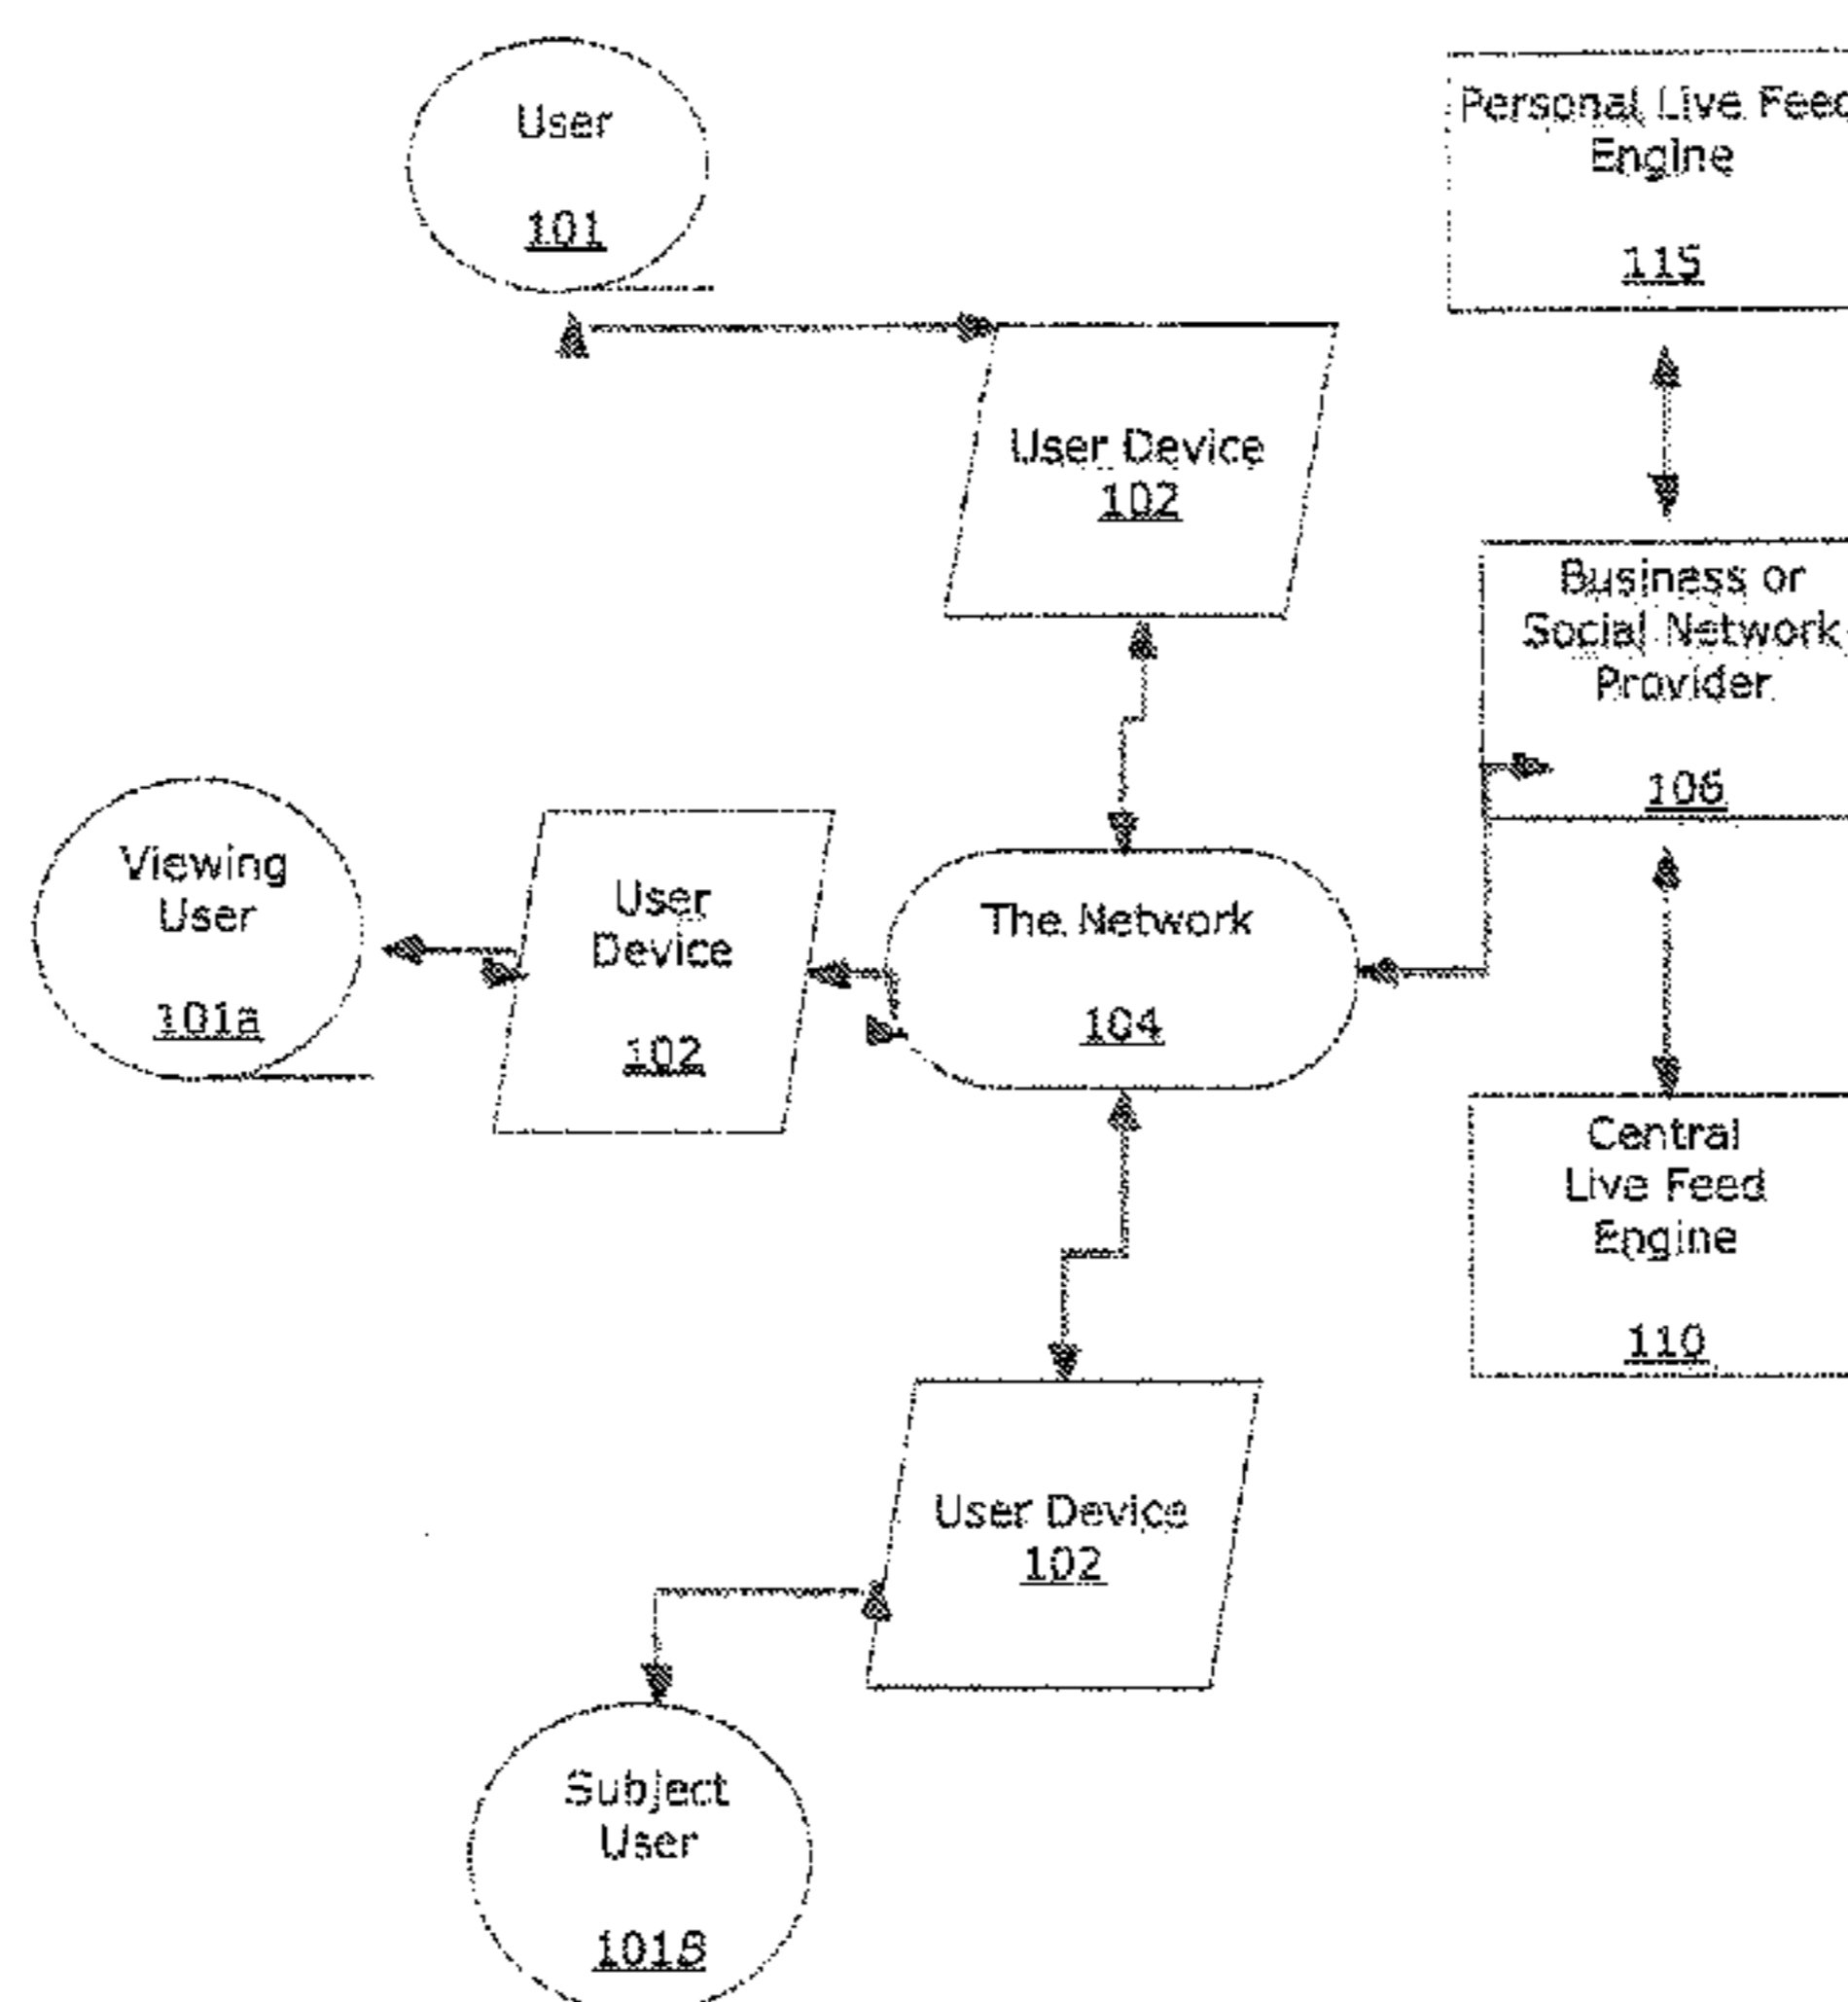 User
101
Personal Live Feed
Engine
115
User Device
102
Business or
Social Network
Provider
106
Viewing
User
101a
User
Device
102
The Network
104
Central
Live Feed
Engine
110
User Device
102
Subject
User
101B